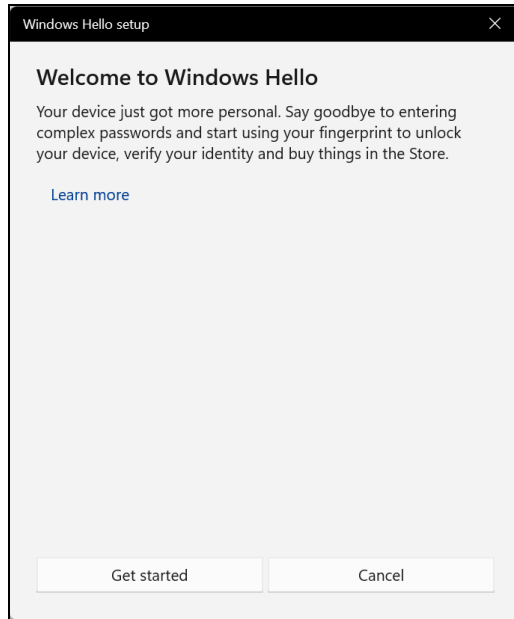 Windows Hello setup
Welcome to Windows Hello
Your device just got more personal. Say goodbye to entering
complex passwords and start using your fingerprint to unlock
your device, verify your identity and buy things in the Store.
Learn more
Get started
Cancel